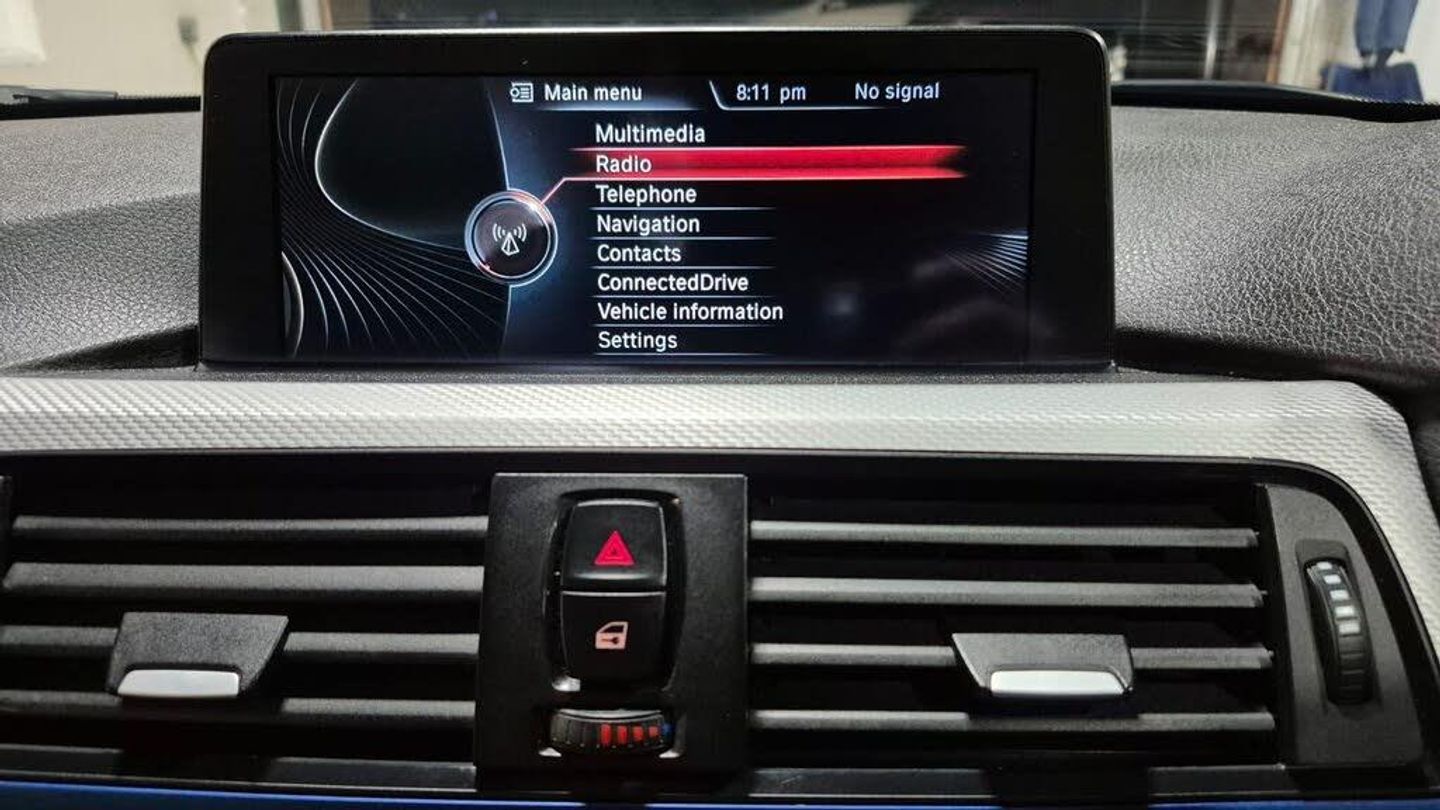 Main menu 8:11 pm No signal
Multimedia
Radio
Telephone
Navigation
Contacts
ConnectedDrive
Vehicle information
Settings